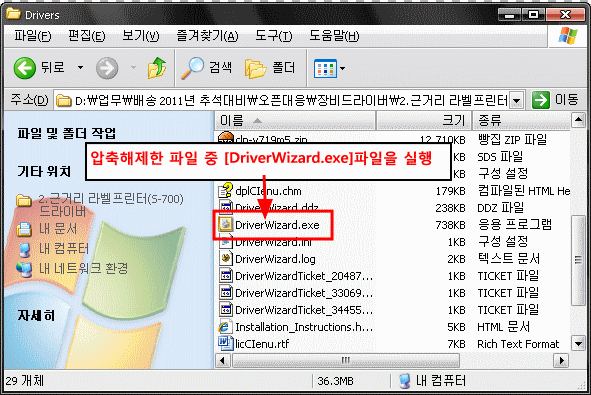 Drivers
파일(F) 편집(E) 보기(V) 즐겨찾기(A) 도구(T) 도움말(H)
뒤로 검색 폴더
주소(D) D:₩업무₩배송 2011년 추석대비₩오픈대응₩장비드라이버₩2.근거리 라벨프린터 이동
파일 및 폴더 작업
기타 위치
2.근거리 라벨프린터(S-700) 드라이버
내 문서
내 컴퓨터
내 네트워크 환경
자세히
이름 크기 종류
cln-v719m5.zip 12,710KB 빵집 ZIP 파일
SDS 파일
구성 설정
압축해제한 파일 중 [DriverWizard.exe]파일을 실행
dplCIenu.chm 179KB 컴파일된 HTML He
DriverWizard.ddz 238KB DDZ 파일
DriverWizard.exe 738KB 응용 프로그램
DriverWizard.ini 1KB 구성 설정
DriverWizard.log 2KB 텍스트 문서
DriverWizardTicket_20487... 1KB TICKET 파일
DriverWizardTicket_33069... 1KB TICKET 파일
DriverWizardTicket_34455... 1KB TICKET 파일
Installation_Instructions.h... 5KB HTML 문서
licCIenu.rtf 7KB Rich Text Format
29 개체 36.3MB 내 컴퓨터